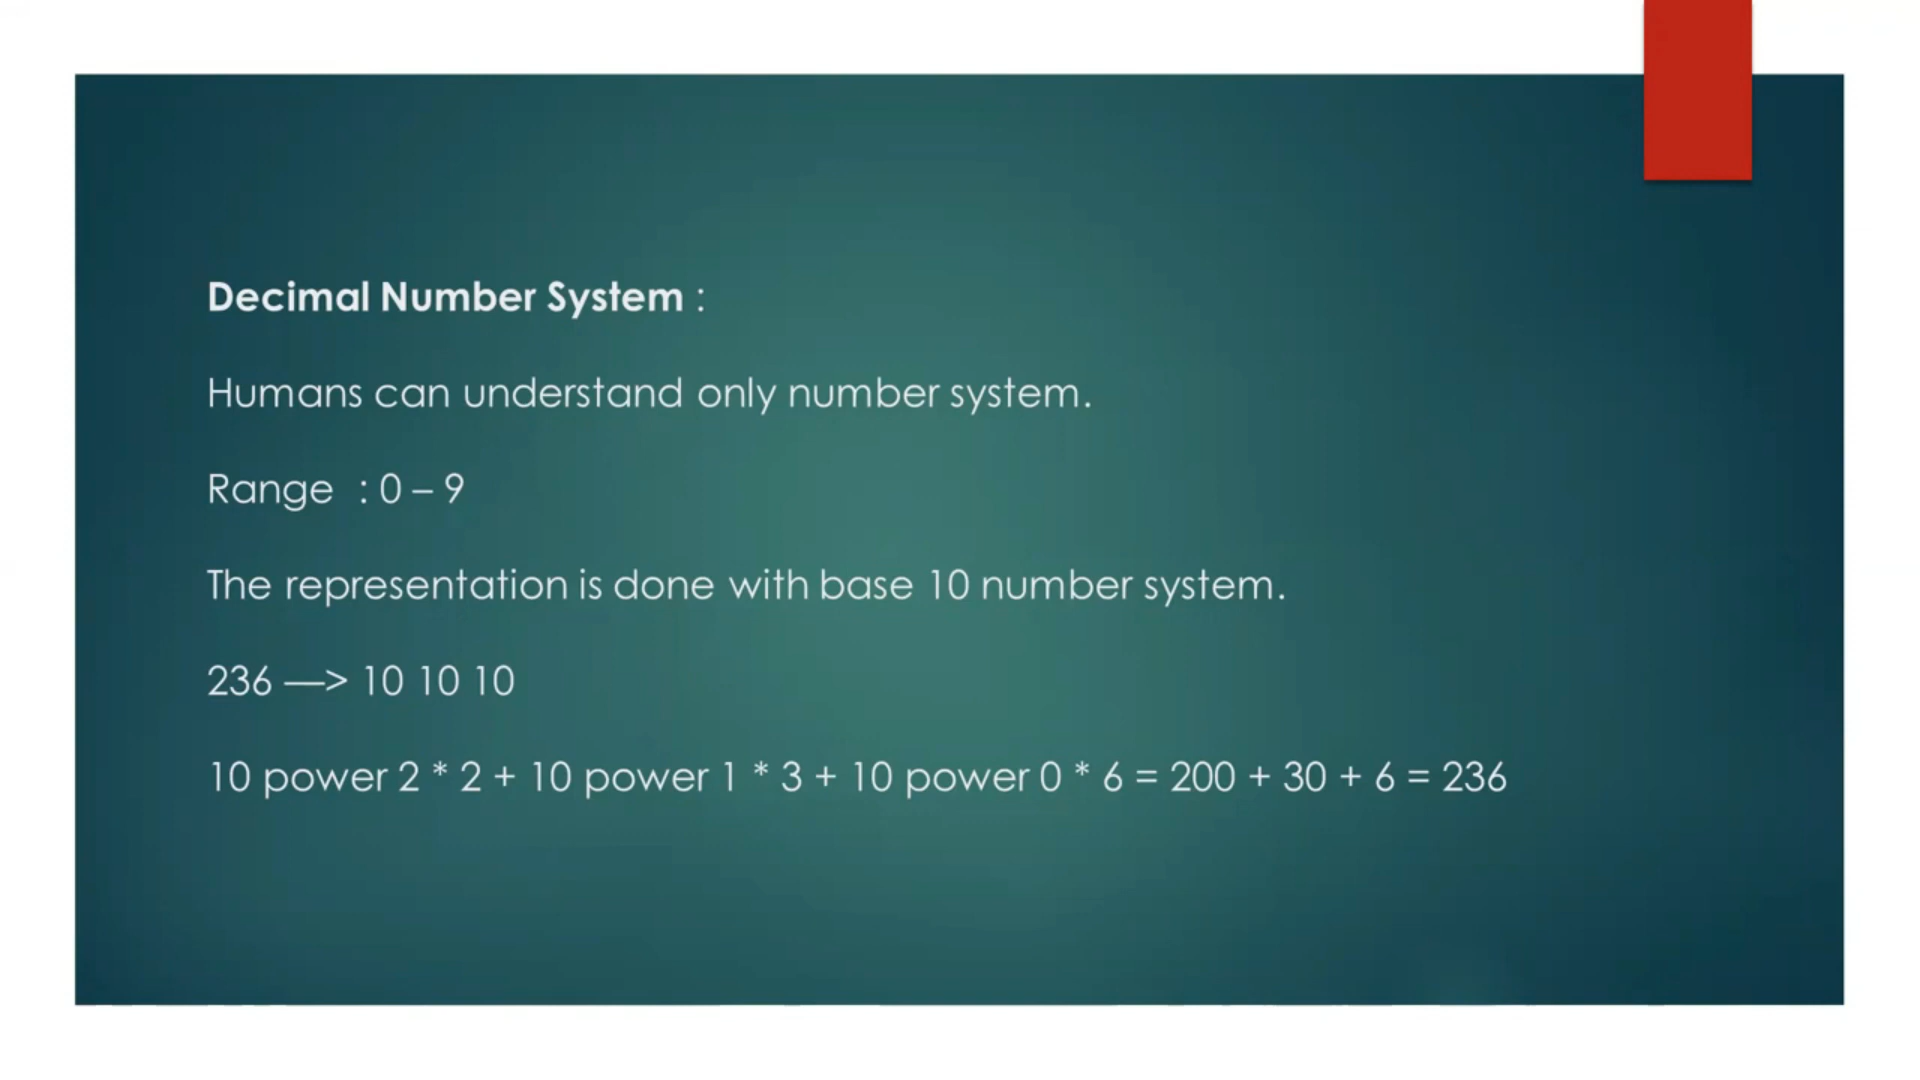 Decimal Number System :
Humans can understand only number system.
Range : 0 – 9
The representation is done with base 10 number system.
236 —> 10 10 10
10 power 2 * 2 + 10 power 1 * 3 + 10 power 0 * 6 = 200 + 30 + 6 = 236